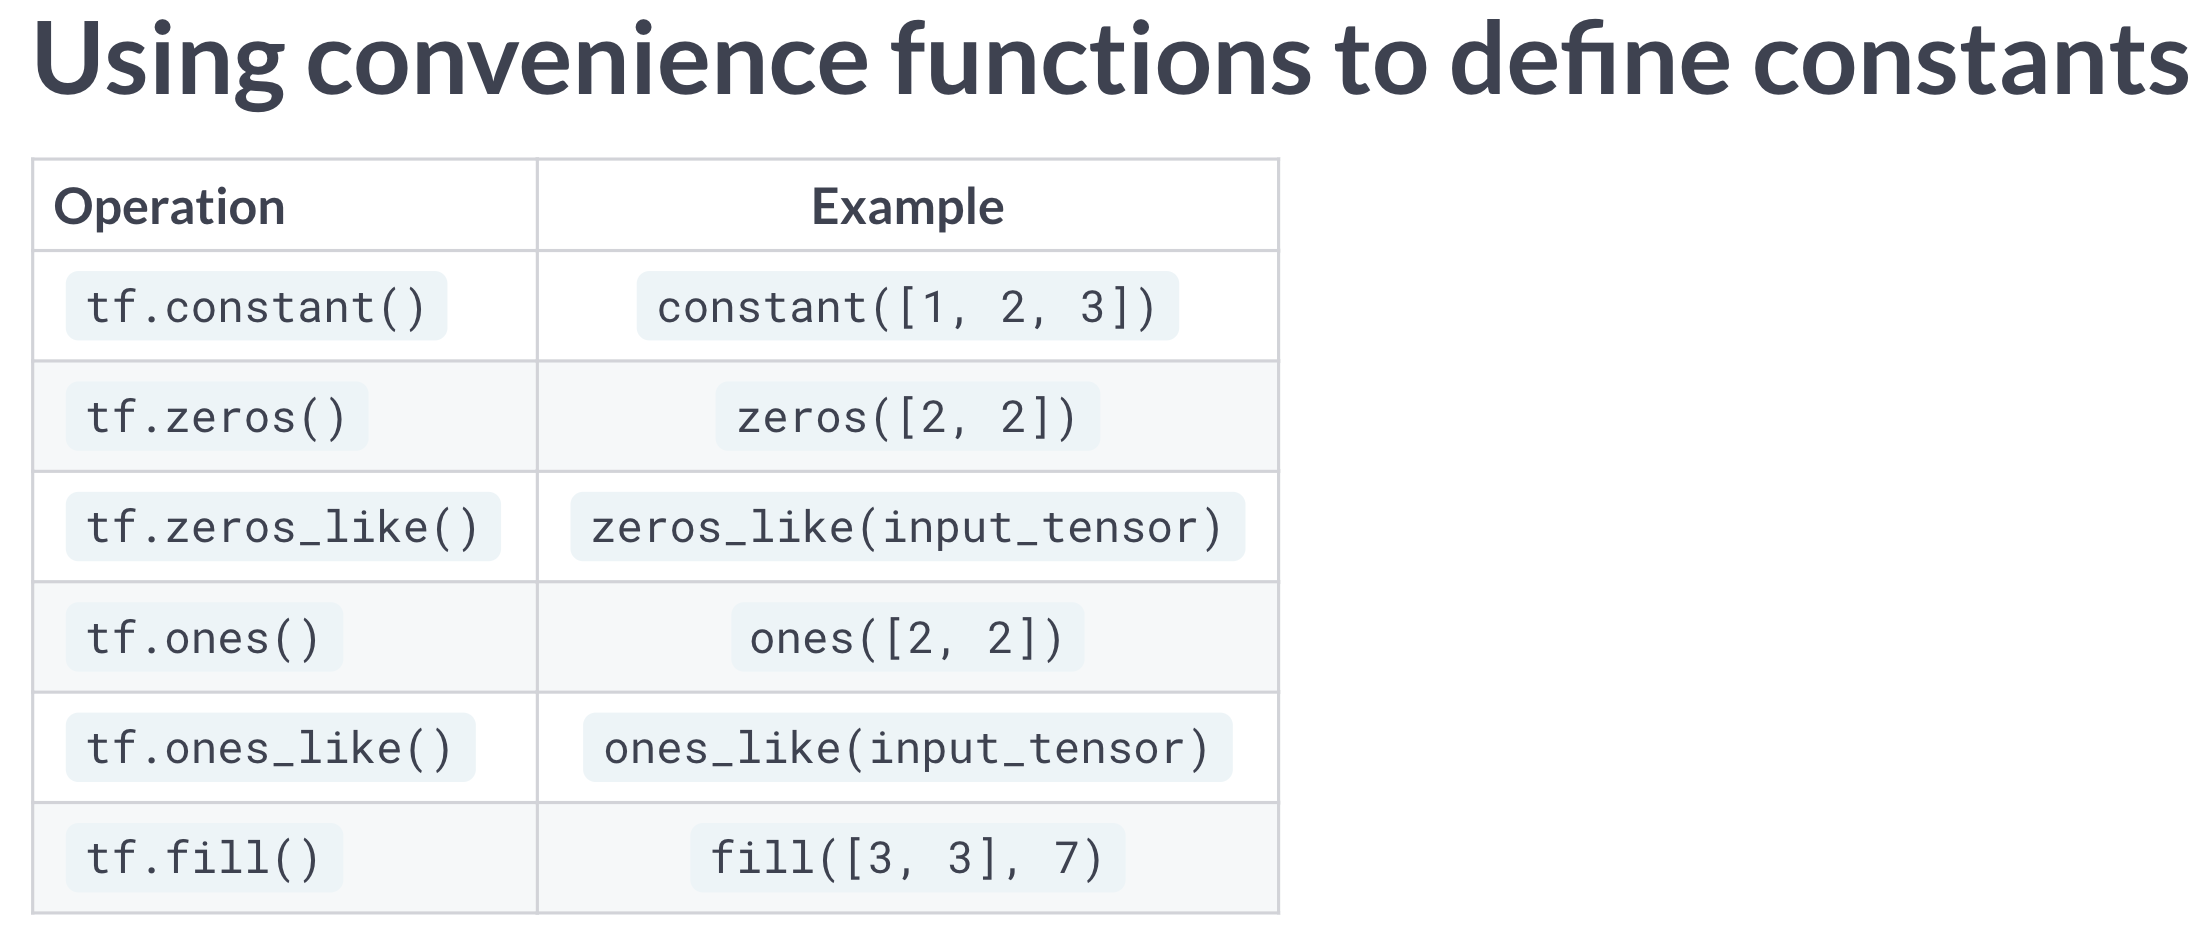 Using convenience functions to define constants
Operation Example
tf.constant() constant([1, 2, 3])
tf.zeros() zeros([2, 2])
tf.zeros_like() zeros_like(input_tensor)
tf.ones() ones([2, 2])
tf.ones_like() ones_like(input_tensor)
tf.fill() fill([3, 3], 7)